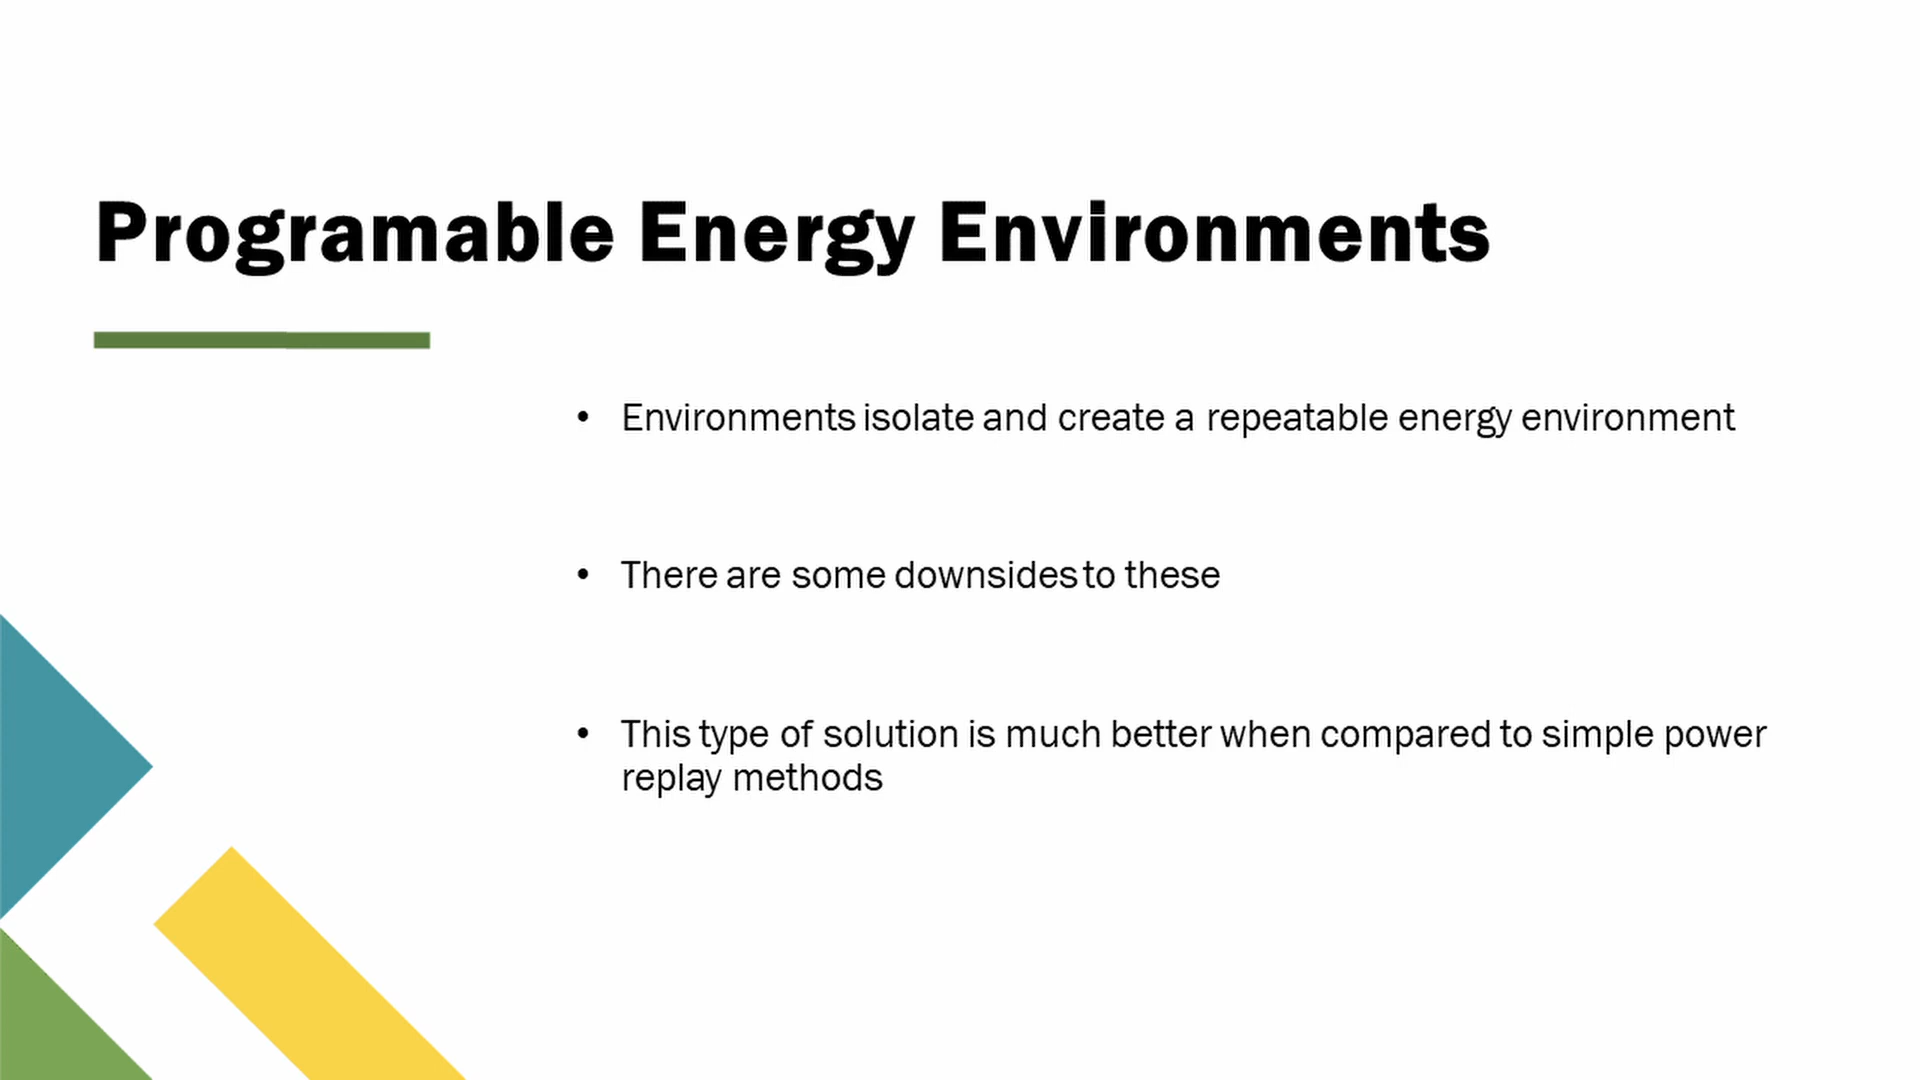 Programable Energy Environments
• Environments isolate and create a repeatable energy environment
• There are some downsides to these
• This type of solution is much better when compared to simple power
replay methods